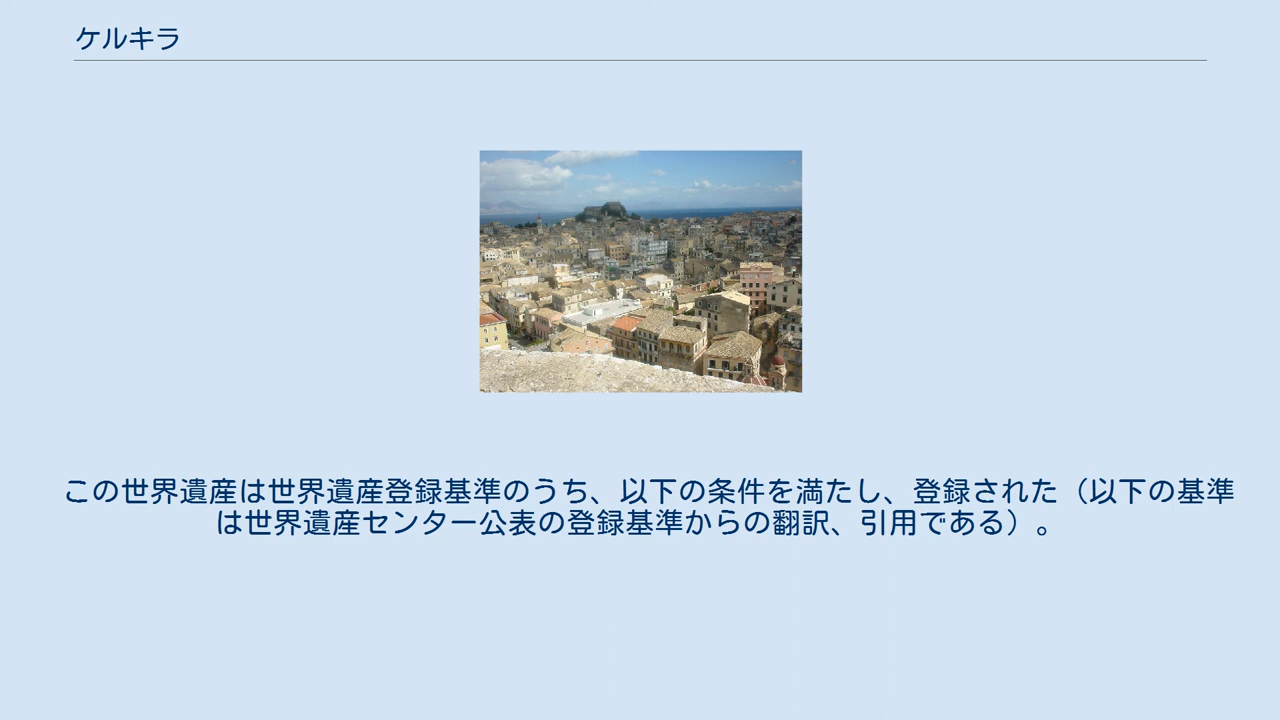 ケルキラ
この世界遺産は世界遺産登録基準のうち、以下の条件を満たし、登録された（以下の基準
は世界遺産センター公表の登録基準からの翻訳、引用である）。